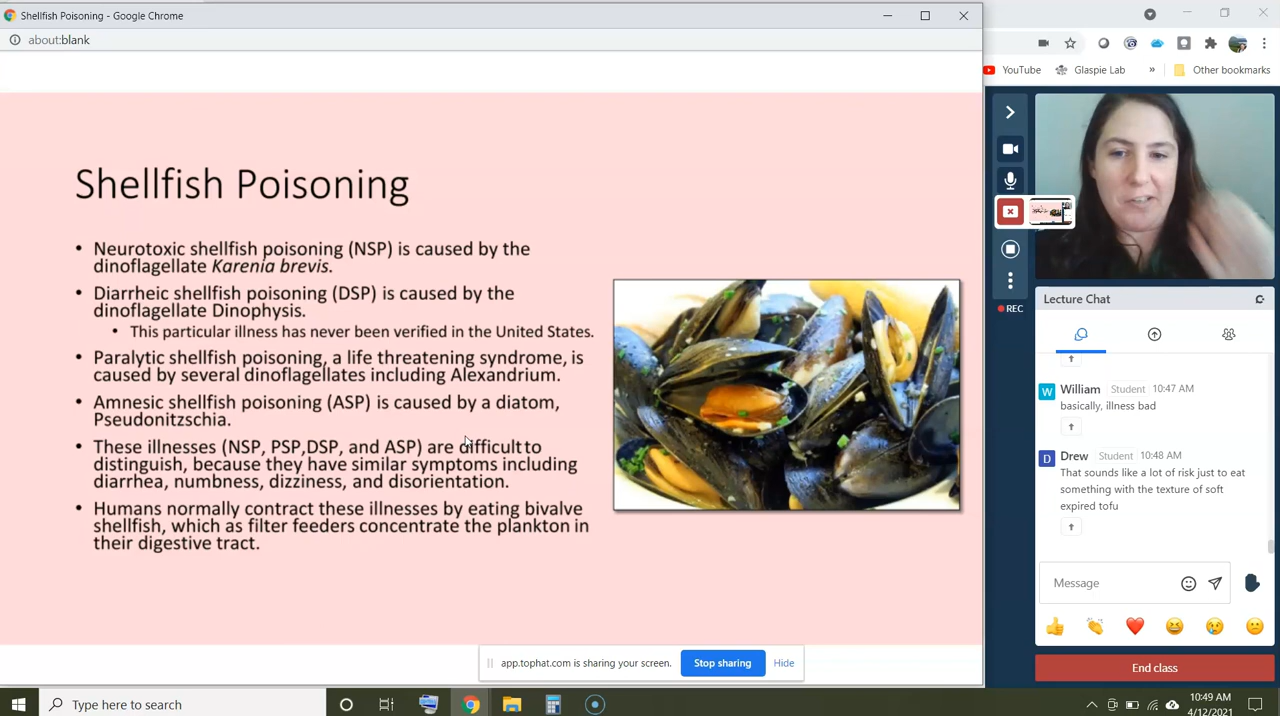 Shellfish Poisoning - Google Chrome
about:blank
YouTube
Glaspie Lab
»
Other bookmarks
Shellfish Poisoning
• Neurotoxic shellfish poisoning (NSP) is caused by the
dinoflagellate Karenia brevis.
• Diarrheic shellfish poisoning (DSP) is caused by the
dinoflagellate Dinophysis.
• This particular illness has never been verified in the United States.
• Paralytic shellfish poisoning, a life threatening syndrome, is
caused by several dinoflagellates including Alexandrium.
• Amnesic shellfish poisoning (ASP) is caused by a diatom,
Pseudonitzschia.
• These illnesses (NSP, PSP,DSP, and ASP) are difficult to
distinguish, because they have similar symptoms including
diarrhea, numbness, dizziness, and disorientation.
• Humans normally contract these illnesses by eating bivalve
shellfish, which as filter feeders concentrate the plankton in
their digestive tract.
REC
Lecture Chat
W William Student 10:47 AM
basically, illness bad
D Drew Student 10:48 AM
That sounds like a lot of risk just to eat
something with the texture of soft
expired tofu
Message
End class
app.tophat.com is sharing your screen.
Stop sharing
Hide
Type here to search
10:49 AM
4/12/2021